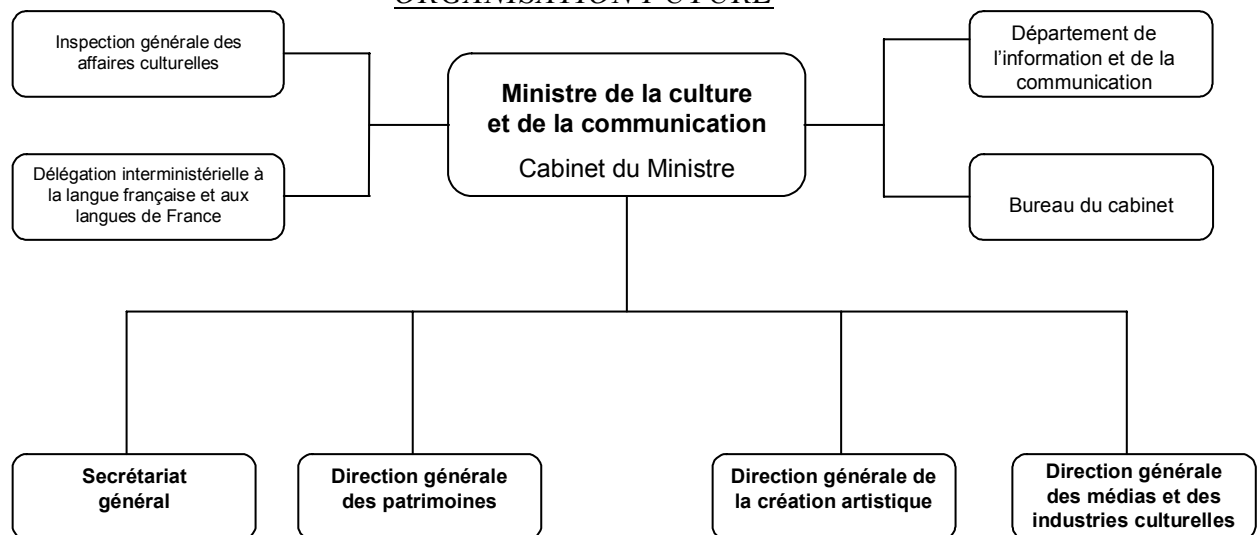 ORGANISATION FUTURE
Inspection générale des
affaires culturelles
Délégation interministérielle à
la langue française et aux
langues de France
Ministre de la culture
et de la communication
Cabinet du Ministre
Département de
l'information et de la
communication
Bureau du cabinet
Secrétariat
général
Direction générale
des patrimoines
Direction générale de
la création artistique
Direction générale
des médias et des
industries culturelles